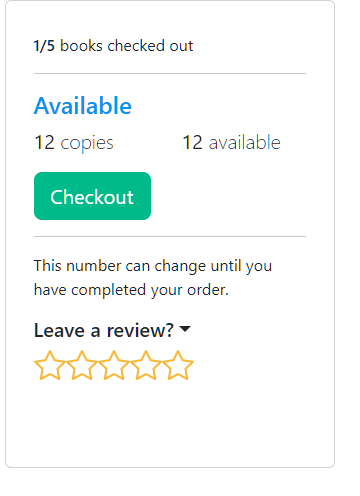 1/5 books checked out
Available
12 copies 12 available
Checkout
This number can change until you
have completed your order.
Leave a review?